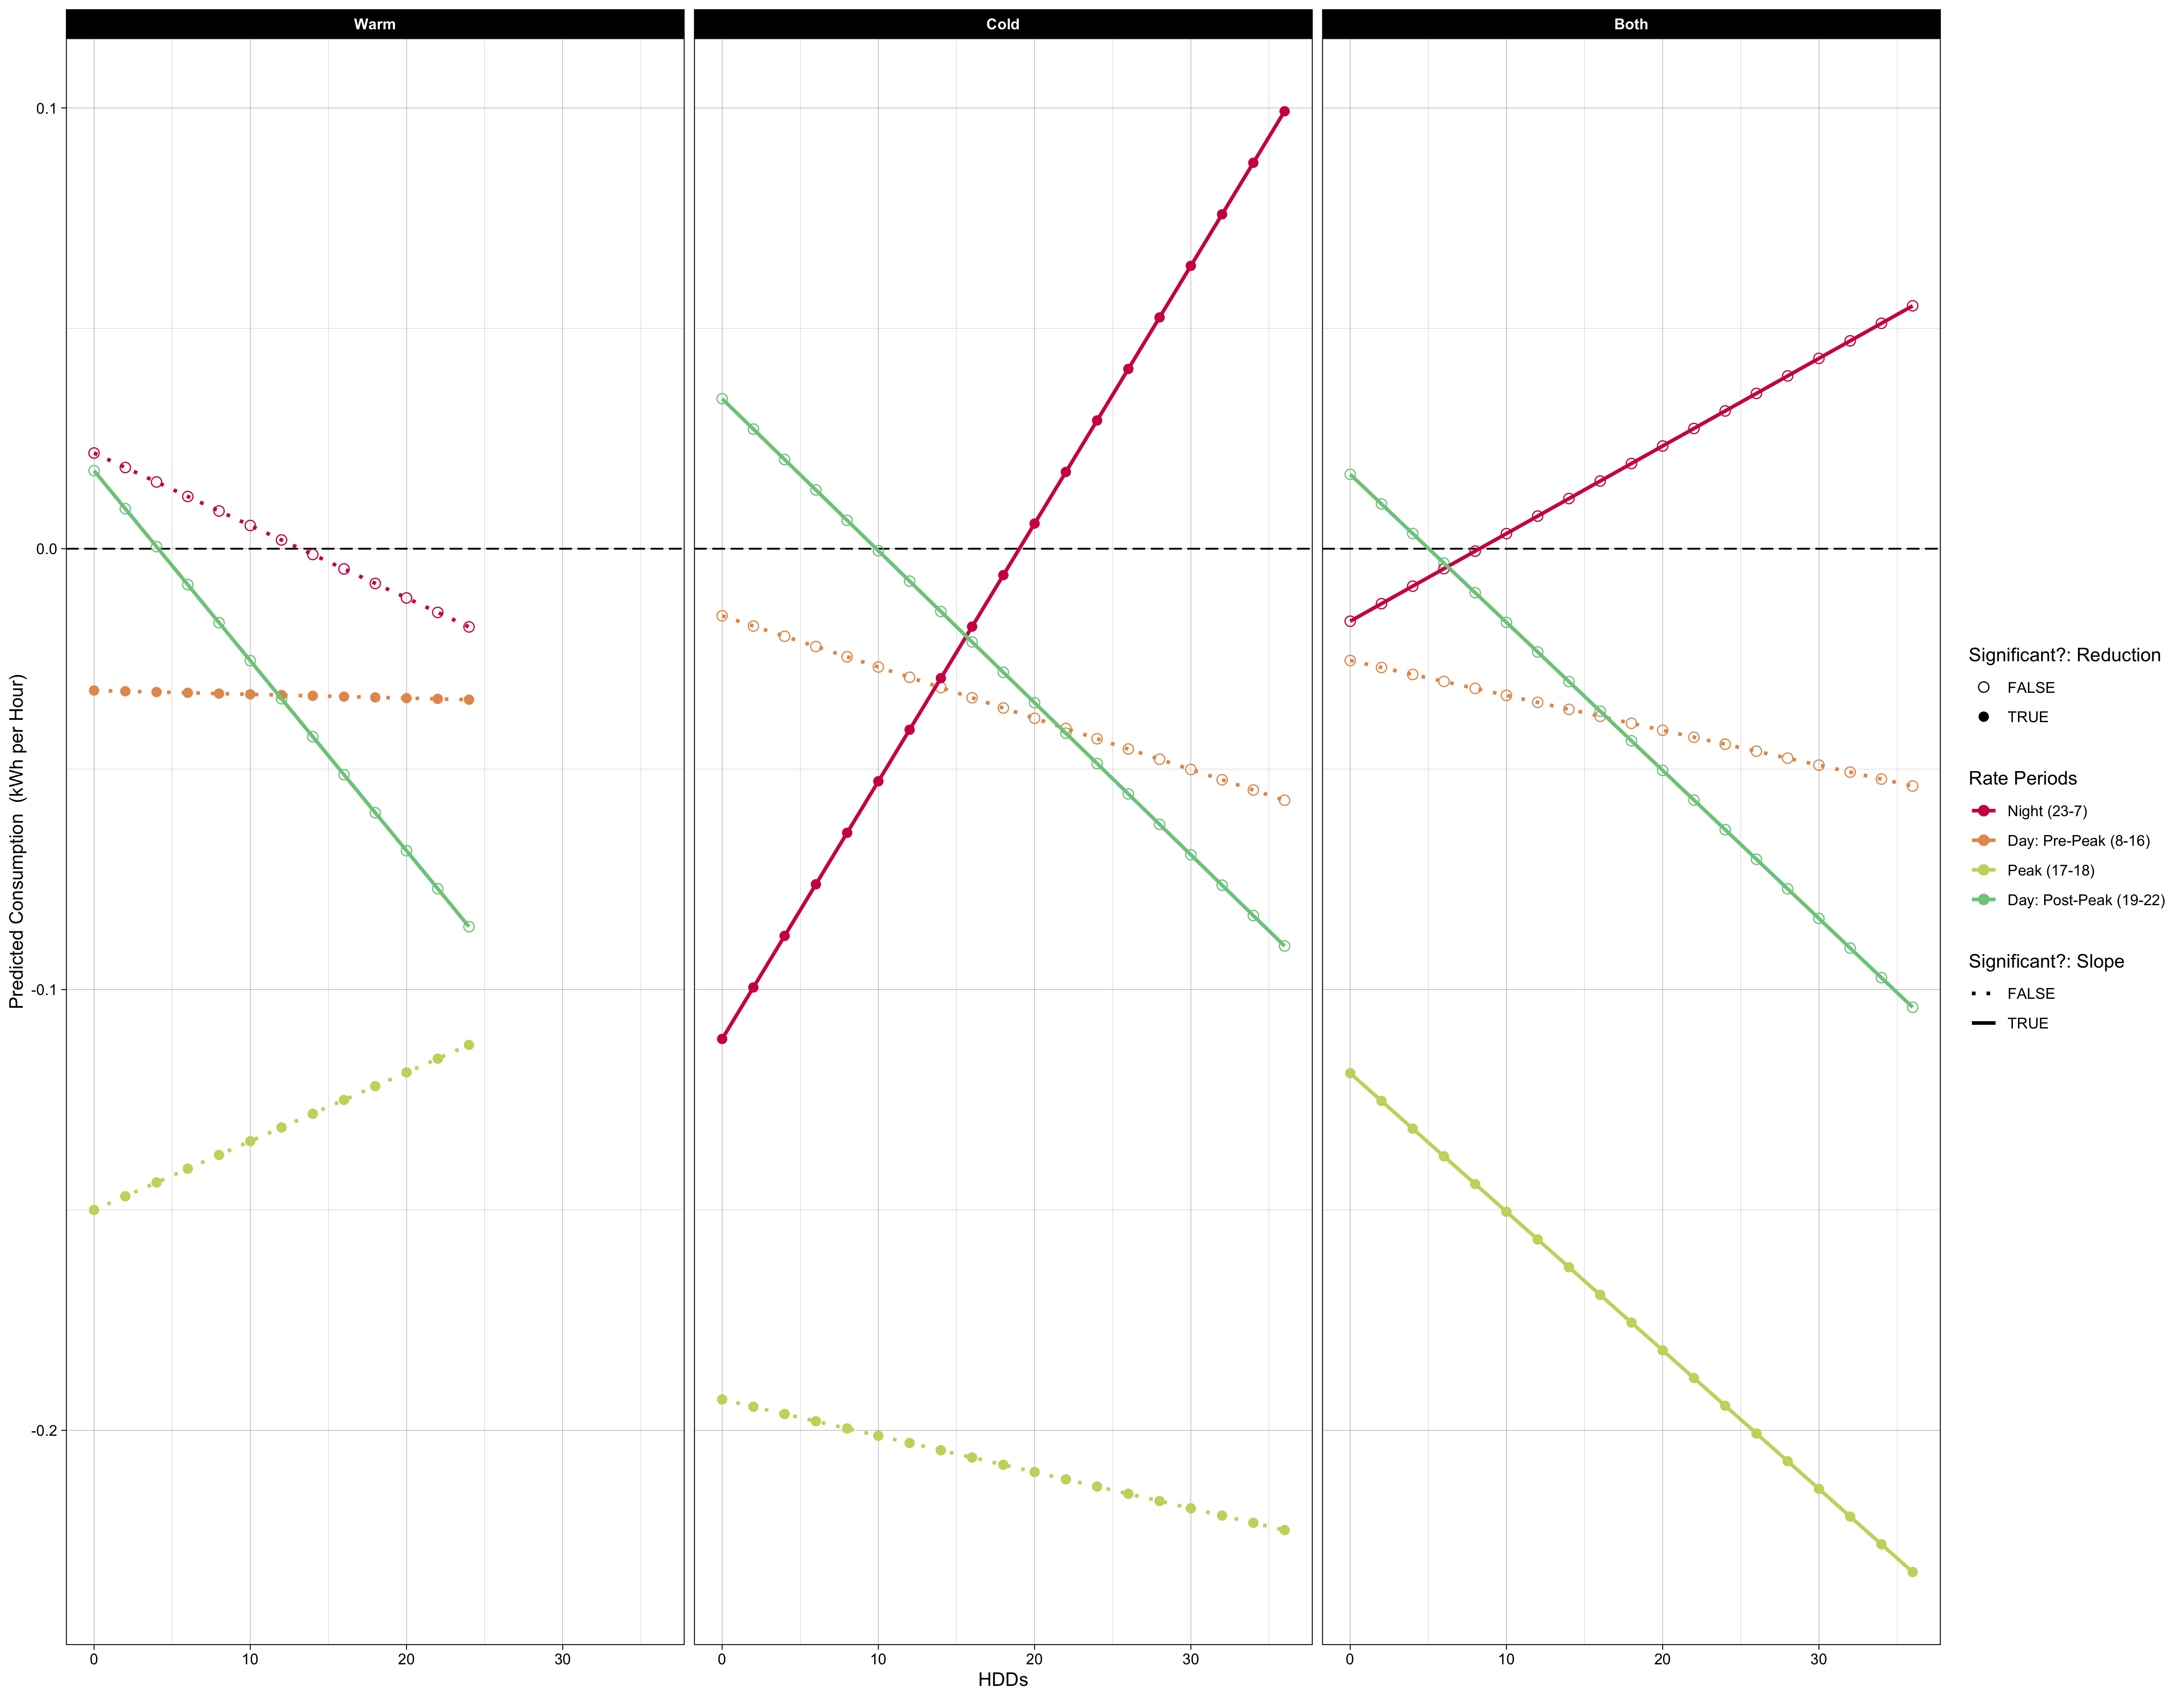 Warm
Cold
Both
Predicted Consumption (kWh per Hour)
0.1
0.0
-0.1
-0.2
0 10 20 30
0 10 20 30
0 10 20 30
HDDs
Significant?: Reduction
FALSE
TRUE
Rate Periods
Night (23-7)
Day: Pre-Peak (8-16)
Peak (17-18)
Day: Post-Peak (19-22)
Significant?: Slope
FALSE
TRUE